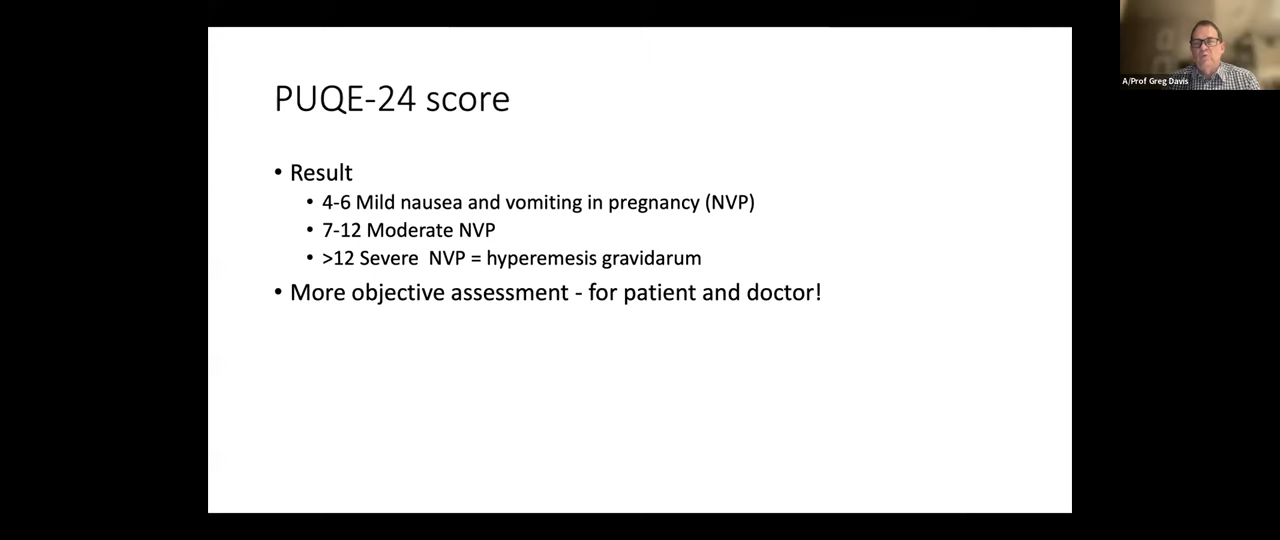 PUQE-24 score
• Result
• 4-6 Mild nausea and vomiting in pregnancy (NVP)
• 7-12 Moderate NVP
• >12 Severe  NVP = hyperemesis gravidarum
• More objective assessment - for patient and doctor!
A/Prof Greg Davis